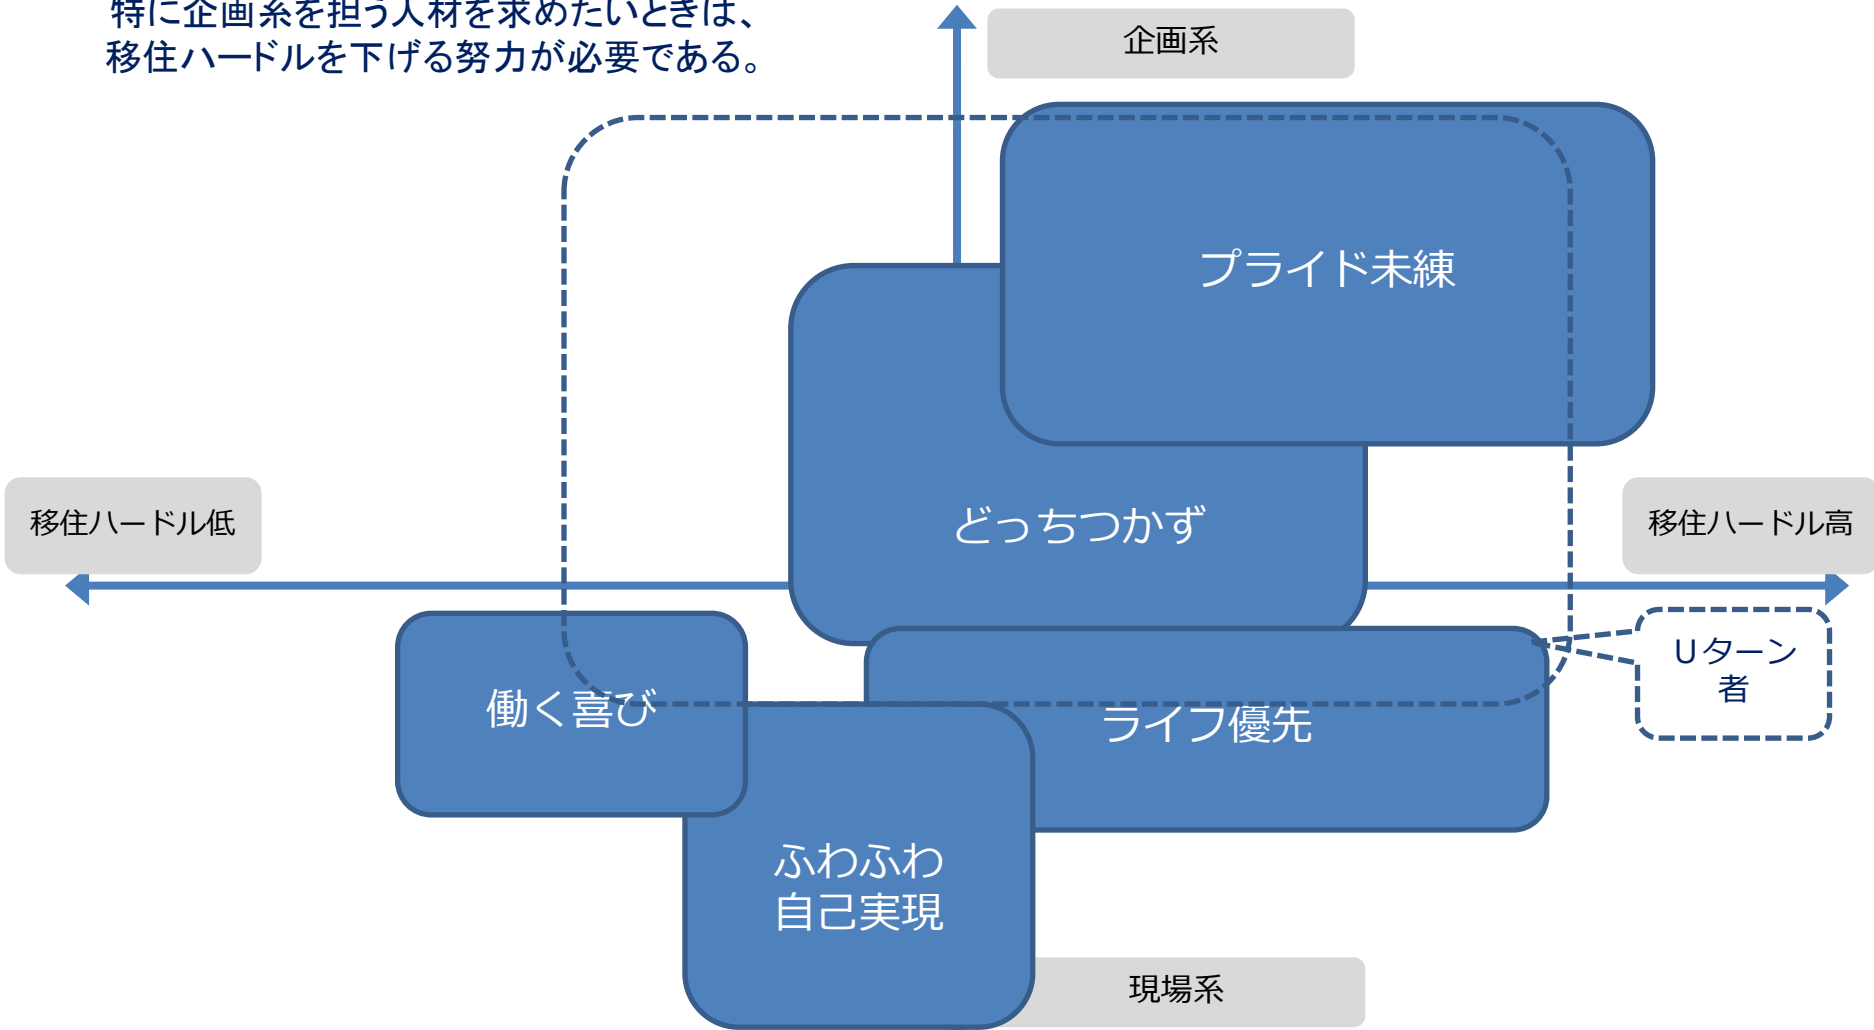 特に企画系を担う人材を求めたいときは、
移住ハードルを下げる努力が必要である。
企画系
プライド未練
どっちつかず
移住ハードル低
移住ハードル高
Uターン
者
働く喜び
ライフ優先
ふわふわ
自己実現
現場系